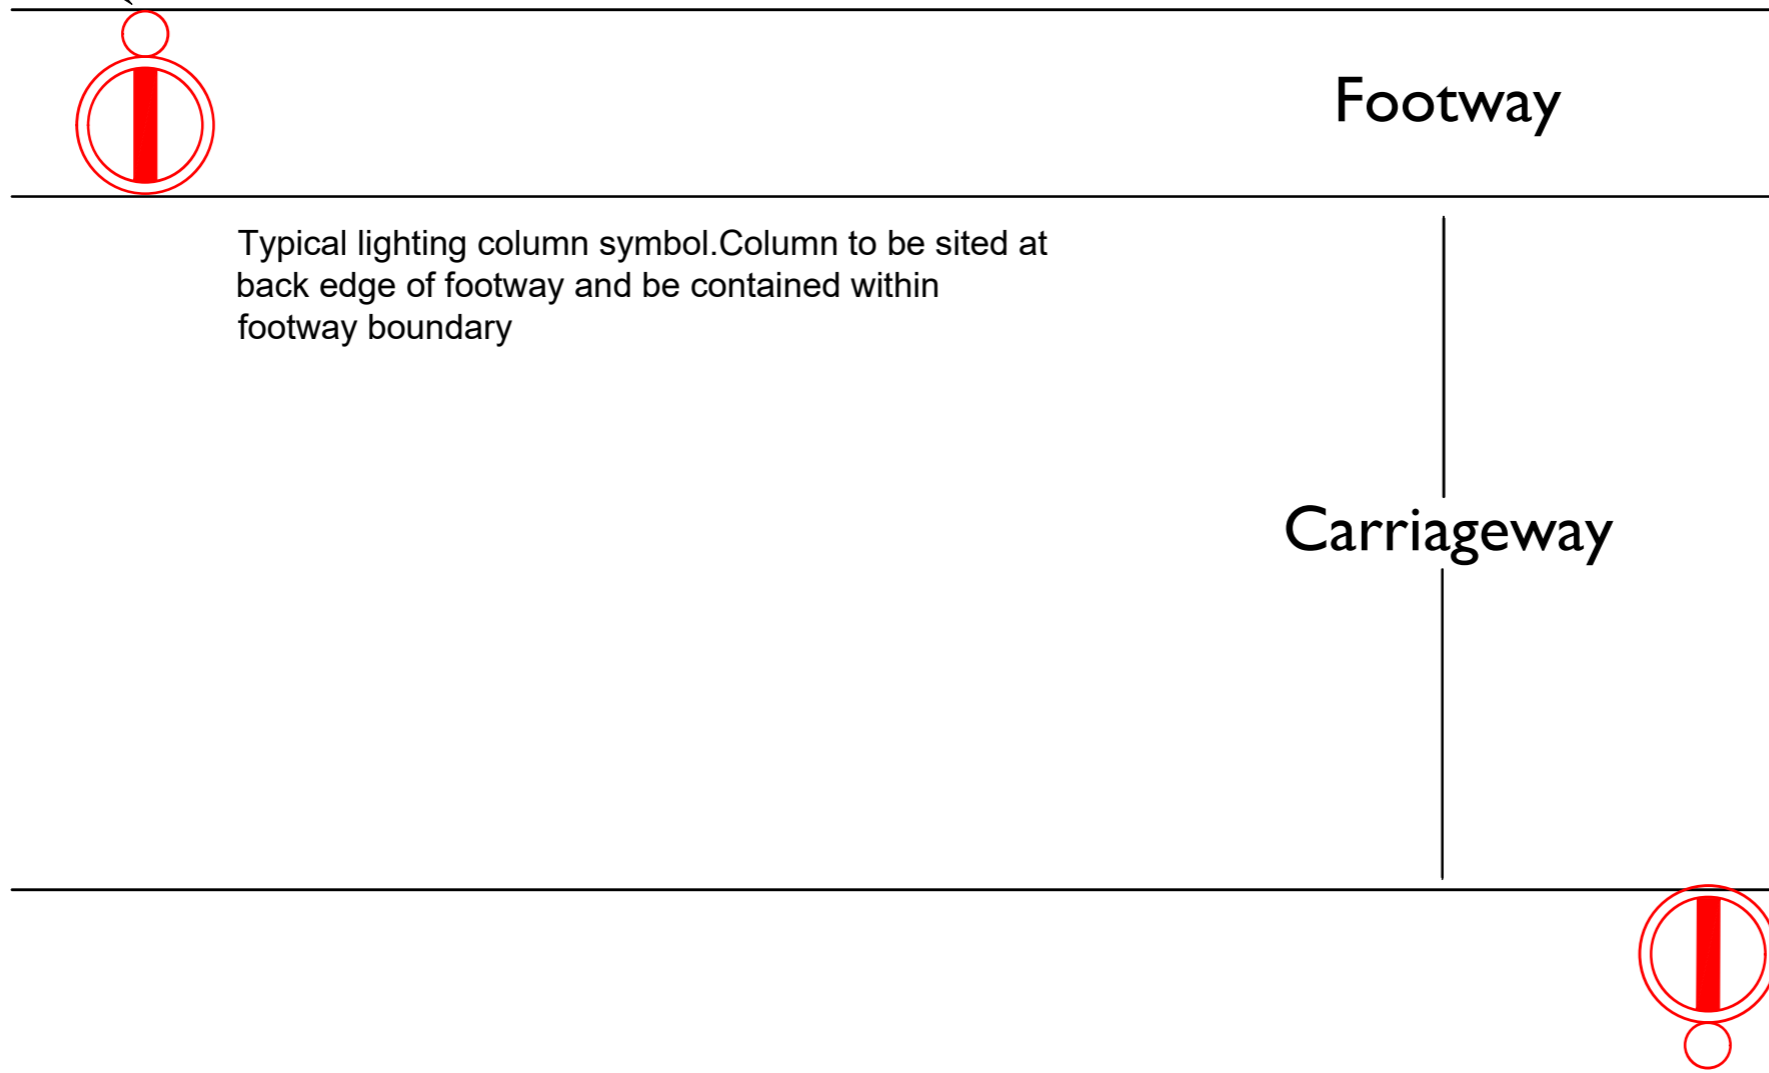 Footway
Typical lighting column symbol.Column to be sited at
back edge of footway and be contained within
footway boundary
Carriageway